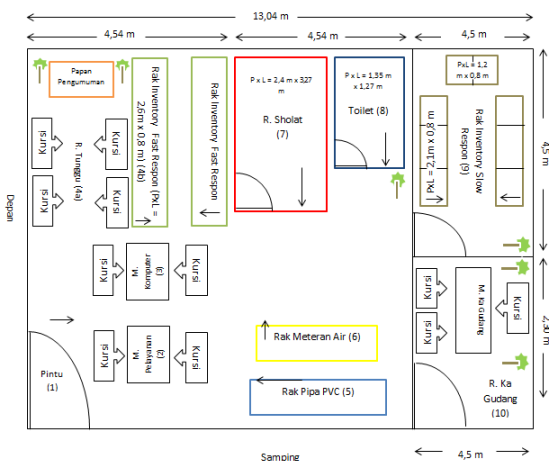 13,04 m
4,54 m
4,54 m
4,5 m
Papan
Pengumuman
Rak Inventory Fast Respon (PxL =
2,6m x 0,8 m) (4b)
Rak Inventory Fast Respon
P x L = 2,4 m x 3,27
m
R. Sholat
(7)
P x L = 1,55
m x 1,27 m
Toilet (8)
PxL = 1,2
m x 0,8 m
PxL = 2,1m x 0,8 m
Rak Inventory Slow
Respon (9)
4,5 m
Kursi
Kursi
R. Tunggu (4a)
Kursi
Kursi
Depan
Kursi
M.
Komputer
(3)
Kursi
Kursi
M.
Pelayanan
(2)
Kursi
Pintu
(1)
Rak Meteran Air (6)
Rak Pipa PVC (5)
Kursi
Kursi
M. Ka Gudang
Kursi
R. Ka
Gudang
(10)
4,5 m
Samping